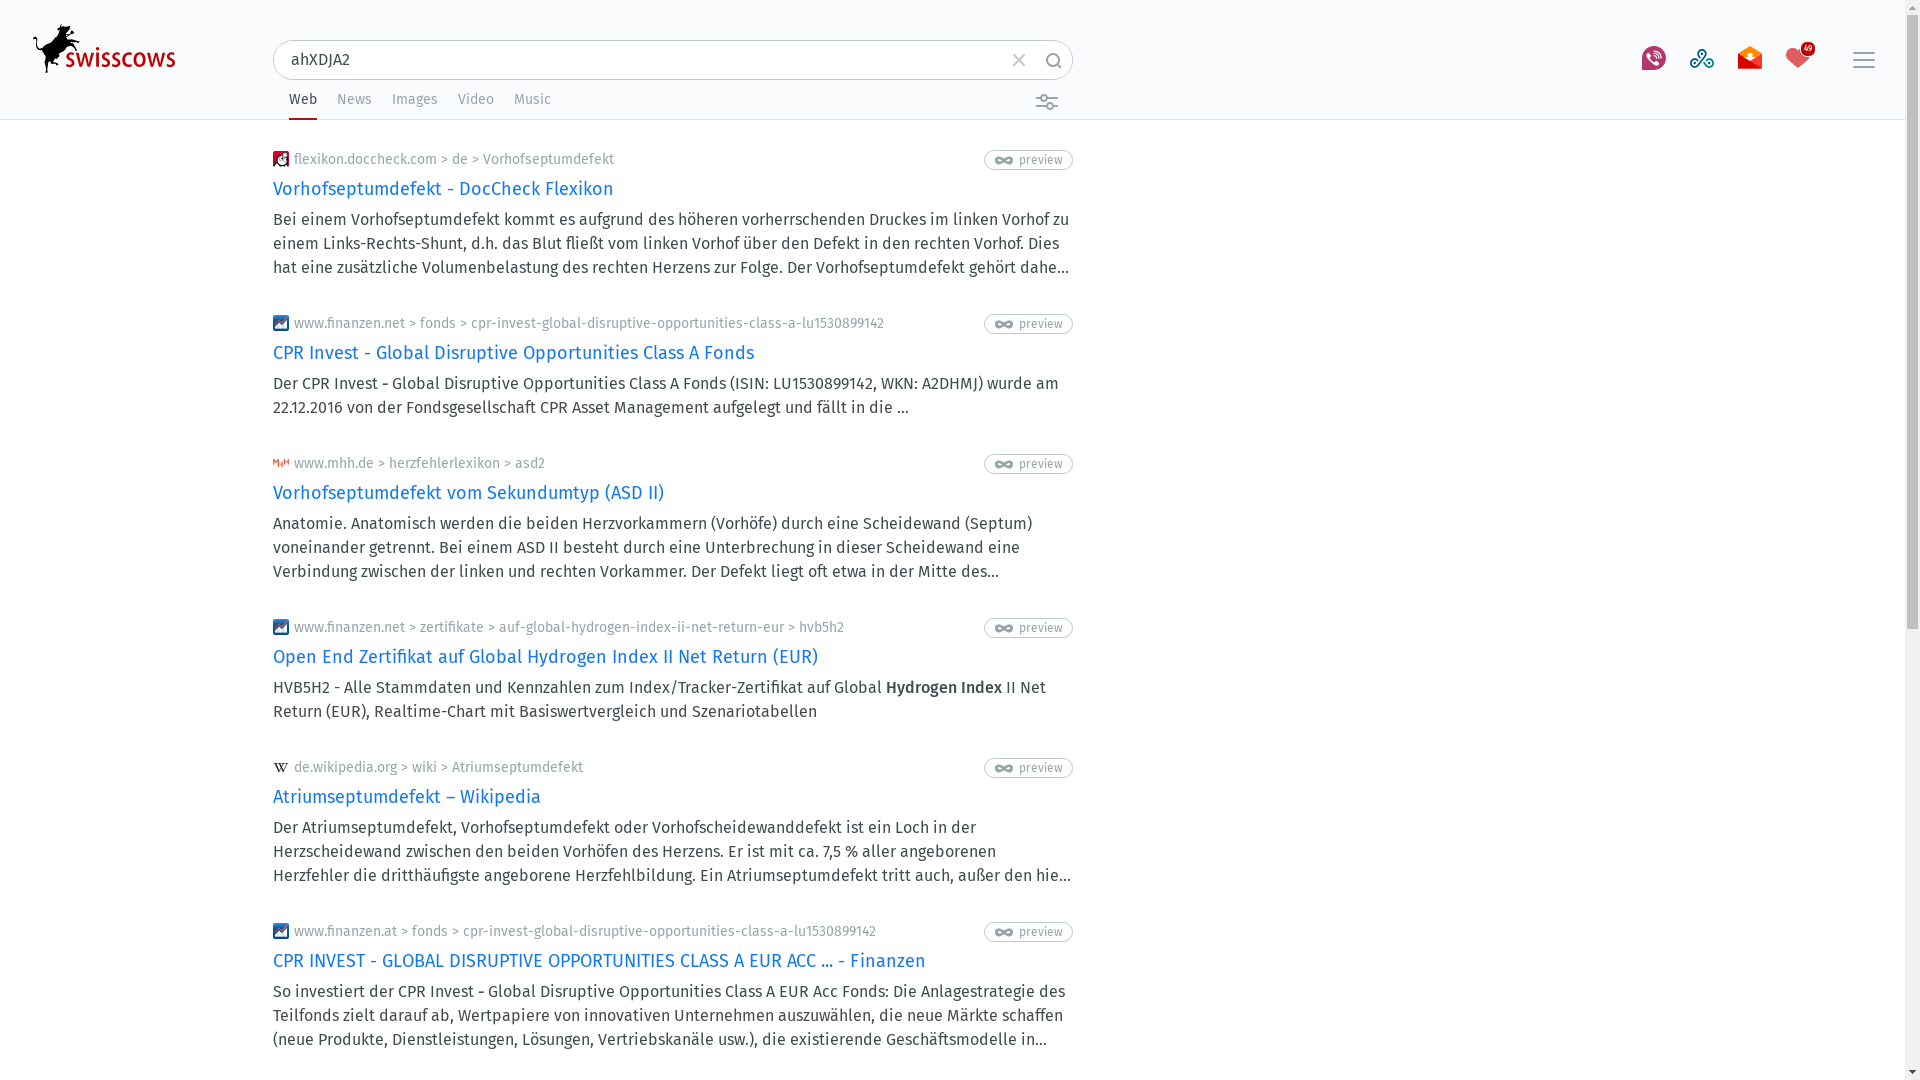 swisscows
ahXDJA2
49
Web News Images Video Music
flexikon.doccheck.com > de > Vorhofseptumdefekt
preview
Vorhofseptumdefekt - DocCheck Flexikon
Bei einem Vorhofseptumdefekt kommt es aufgrund des höheren vorherrschenden Druckes im linken Vorhof zu
einem Links-Rechts-Shunt, d.h. das Blut fließt vom linken Vorhof über den Defekt in den rechten Vorhof. Dies
hat eine zusätzliche Volumenbelastung des rechten Herzens zur Folge. Der Vorhofseptumdefekt gehört dahe...
www.finanzen.net > fonds > cpr-invest-global-disruptive-opportunities-class-a-lu1530899142
preview
CPR Invest - Global Disruptive Opportunities Class A Fonds
Der CPR Invest - Global Disruptive Opportunities Class A Fonds (ISIN: LU1530899142, WKN: A2DHMJ) wurde am
22.12.2016 von der Fondsgesellschaft CPR Asset Management aufgelegt und fällt in die ...
MHH
www.mhh.de > herzfehlerlexikon > asd2
preview
Vorhofseptumdefekt vom Sekundumtyp (ASD II)
Anatomie. Anatomisch werden die beiden Herzvorkammern (Vorhöfe) durch eine Scheidewand (Septum)
voneinander getrennt. Bei einem ASD II besteht durch eine Unterbrechung in dieser Scheidewand eine
Verbindung zwischen der linken und rechten Vorkammer. Der Defekt liegt oft etwa in der Mitte des...
www.finanzen.net > zertifikate > auf-global-hydrogen-index-ii-net-return-eur > hvb5h2
preview
Open End Zertifikat auf Global Hydrogen Index II Net Return (EUR)
HVB5H2 - Alle Stammdaten und Kennzahlen zum Index/Tracker-Zertifikat auf Global Hydrogen Index II Net
Return (EUR), Realtime-Chart mit Basiswertvergleich und Szenariotabellen
W
de.wikipedia.org > wiki > Atriumseptumdefekt
preview
Atriumseptumdefekt – Wikipedia
Der Atriumseptumdefekt, Vorhofseptumdefekt oder Vorhofscheidewanddefekt ist ein Loch in der
Herzscheidewand zwischen den beiden Vorhöfen des Herzens. Er ist mit ca. 7,5 % aller angeborenen
Herzfehler die dritthäufigste angeborene Herzfehlbildung. Ein Atriumseptumdefekt tritt auch, außer den hie...
www.finanzen.at > fonds > cpr-invest-global-disruptive-opportunities-class-a-lu1530899142
preview
CPR INVEST - GLOBAL DISRUPTIVE OPPORTUNITIES CLASS A EUR ACC ... - Finanzen
So investiert der CPR Invest - Global Disruptive Opportunities Class A EUR Acc Fonds: Die Anlagestrategie des
Teilfonds zielt darauf ab, Wertpapiere von innovativen Unternehmen auszuwählen, die neue Märkte schaffen
(neue Produkte, Dienstleistungen, Lösungen, Vertriebskanäle usw.), die existierende Geschäftsmodelle in...